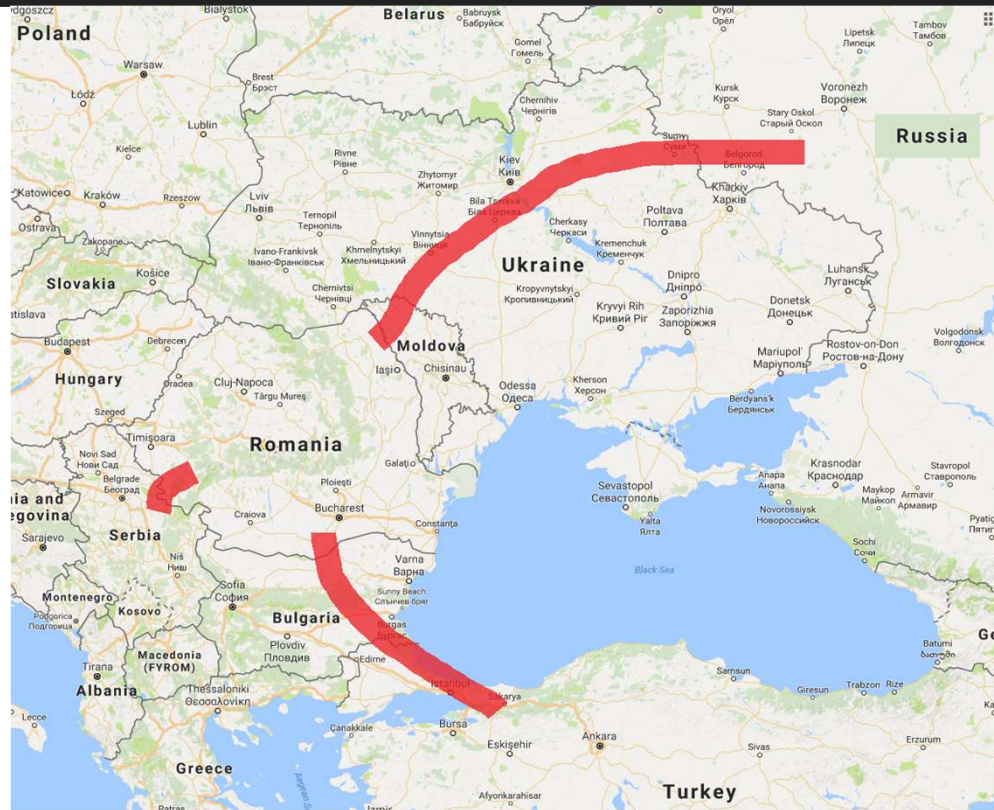 Bialystok
Belarus
Babruysk
Бабруйск
Oryol
Орёл
Tambov
Тамбов
Poland
Gomel
Гомель
Lipetsk
Липецк
Warsaw
Brest
Брэст
Łódź
Chernihiv
Чернігів
Kursk
Курск
Voronezh
Воронеж
Stary Oskol
Старый Оскол
Lublin
Kielce
Sumy
Суми
Russia
Rivne
Рівне
Kiev
Київ
Belgorod
Белгород
Zhytomyr
Житомир
Katowice
Kraków
Rzeszow
Lviv
Львів
Bila Tserkva
Біла Церква
Kharkiv
Харків
Ostrava
Ternopil
Тернопіль
Poltava
Полтава
Zakopane
Vinnytsia
Вінниця
Cherkasy
Черкаси
Ivano-Frankivsk
Івано-Франківськ
Khmelnytskyi
Хмельницький
Kremenchuk
Кременчук
Ukraine
Slovakia
Košice
Luhansk
Луганськ
Dnipro
Дніпро
Chernivtsi
Чернівці
Kropyvnytskyi
Кропивницький
Donetsk
Донецьк
Kryvyi Rih
Кривий Ріг
Zaporizhia
Запоріжжя
Volgodonsk
Волгодонск
Budapest
Debrecen
Moldova
Rostov-on-Don
Ростов-на-Дону
Mariupol'
Маріуполь
Iași
Chisinau
Hungary
Oradea
Cluj-Napoca
Târgu Mureș
Odessa
Одеса
Kherson
Херсон
Berdyans'k
Бердянськ
Szeged
Timișoara
Romania
Novi Sad
Нови Сад
Galați
Krasnodar
Краснодар
Stavropol
Ставрополь
Belgrade
Београд
Anapa
Анапа
Ploiești
Sevastopol
Севастополь
Maykop
Майкоп
Armavir
Армавир
Novorossiysk
Новороссийск
Bucharest
Craiova
Constanța
Yalta
Ялта
Serbia
Sarajevo
Sochi
Сочи
Niš
Ниш
Varna
Варна
Black Sea
Sofia
София
Sunny Beach
Слънчев бряг
Montenegro
Kosovo
Podgorica
Подгорица
Bulgaria
Burgas
Бургас
Batumi
ბათუმი
Plovdiv
Пловдив
Edirne
Macedonia
(FYROM)
Tirana
Albania
Istanbul
Samsun
Giresun
Trabzon
Rize
Thessaloniki
Θεσσαλονίκη
Sakarya
Lecce
Çanakkale
Bursa
Ankara
Erzurum
Eskişehir
Sivas
Greece
Afyonkarahisar
Turkey